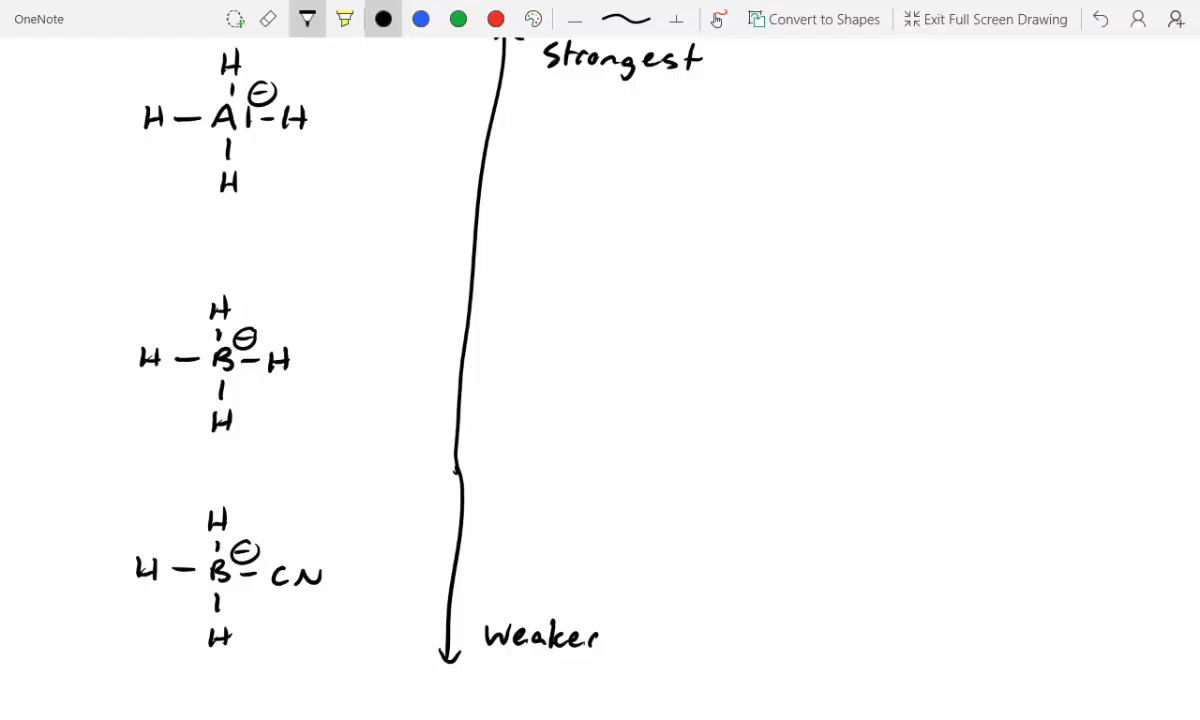 OneNote
Convert to Shapes
Exit Full Screen Drawing
Strongest
H
H — Al — H
H
H
H — B — H
H
H
H — B — CN
H
Weaker